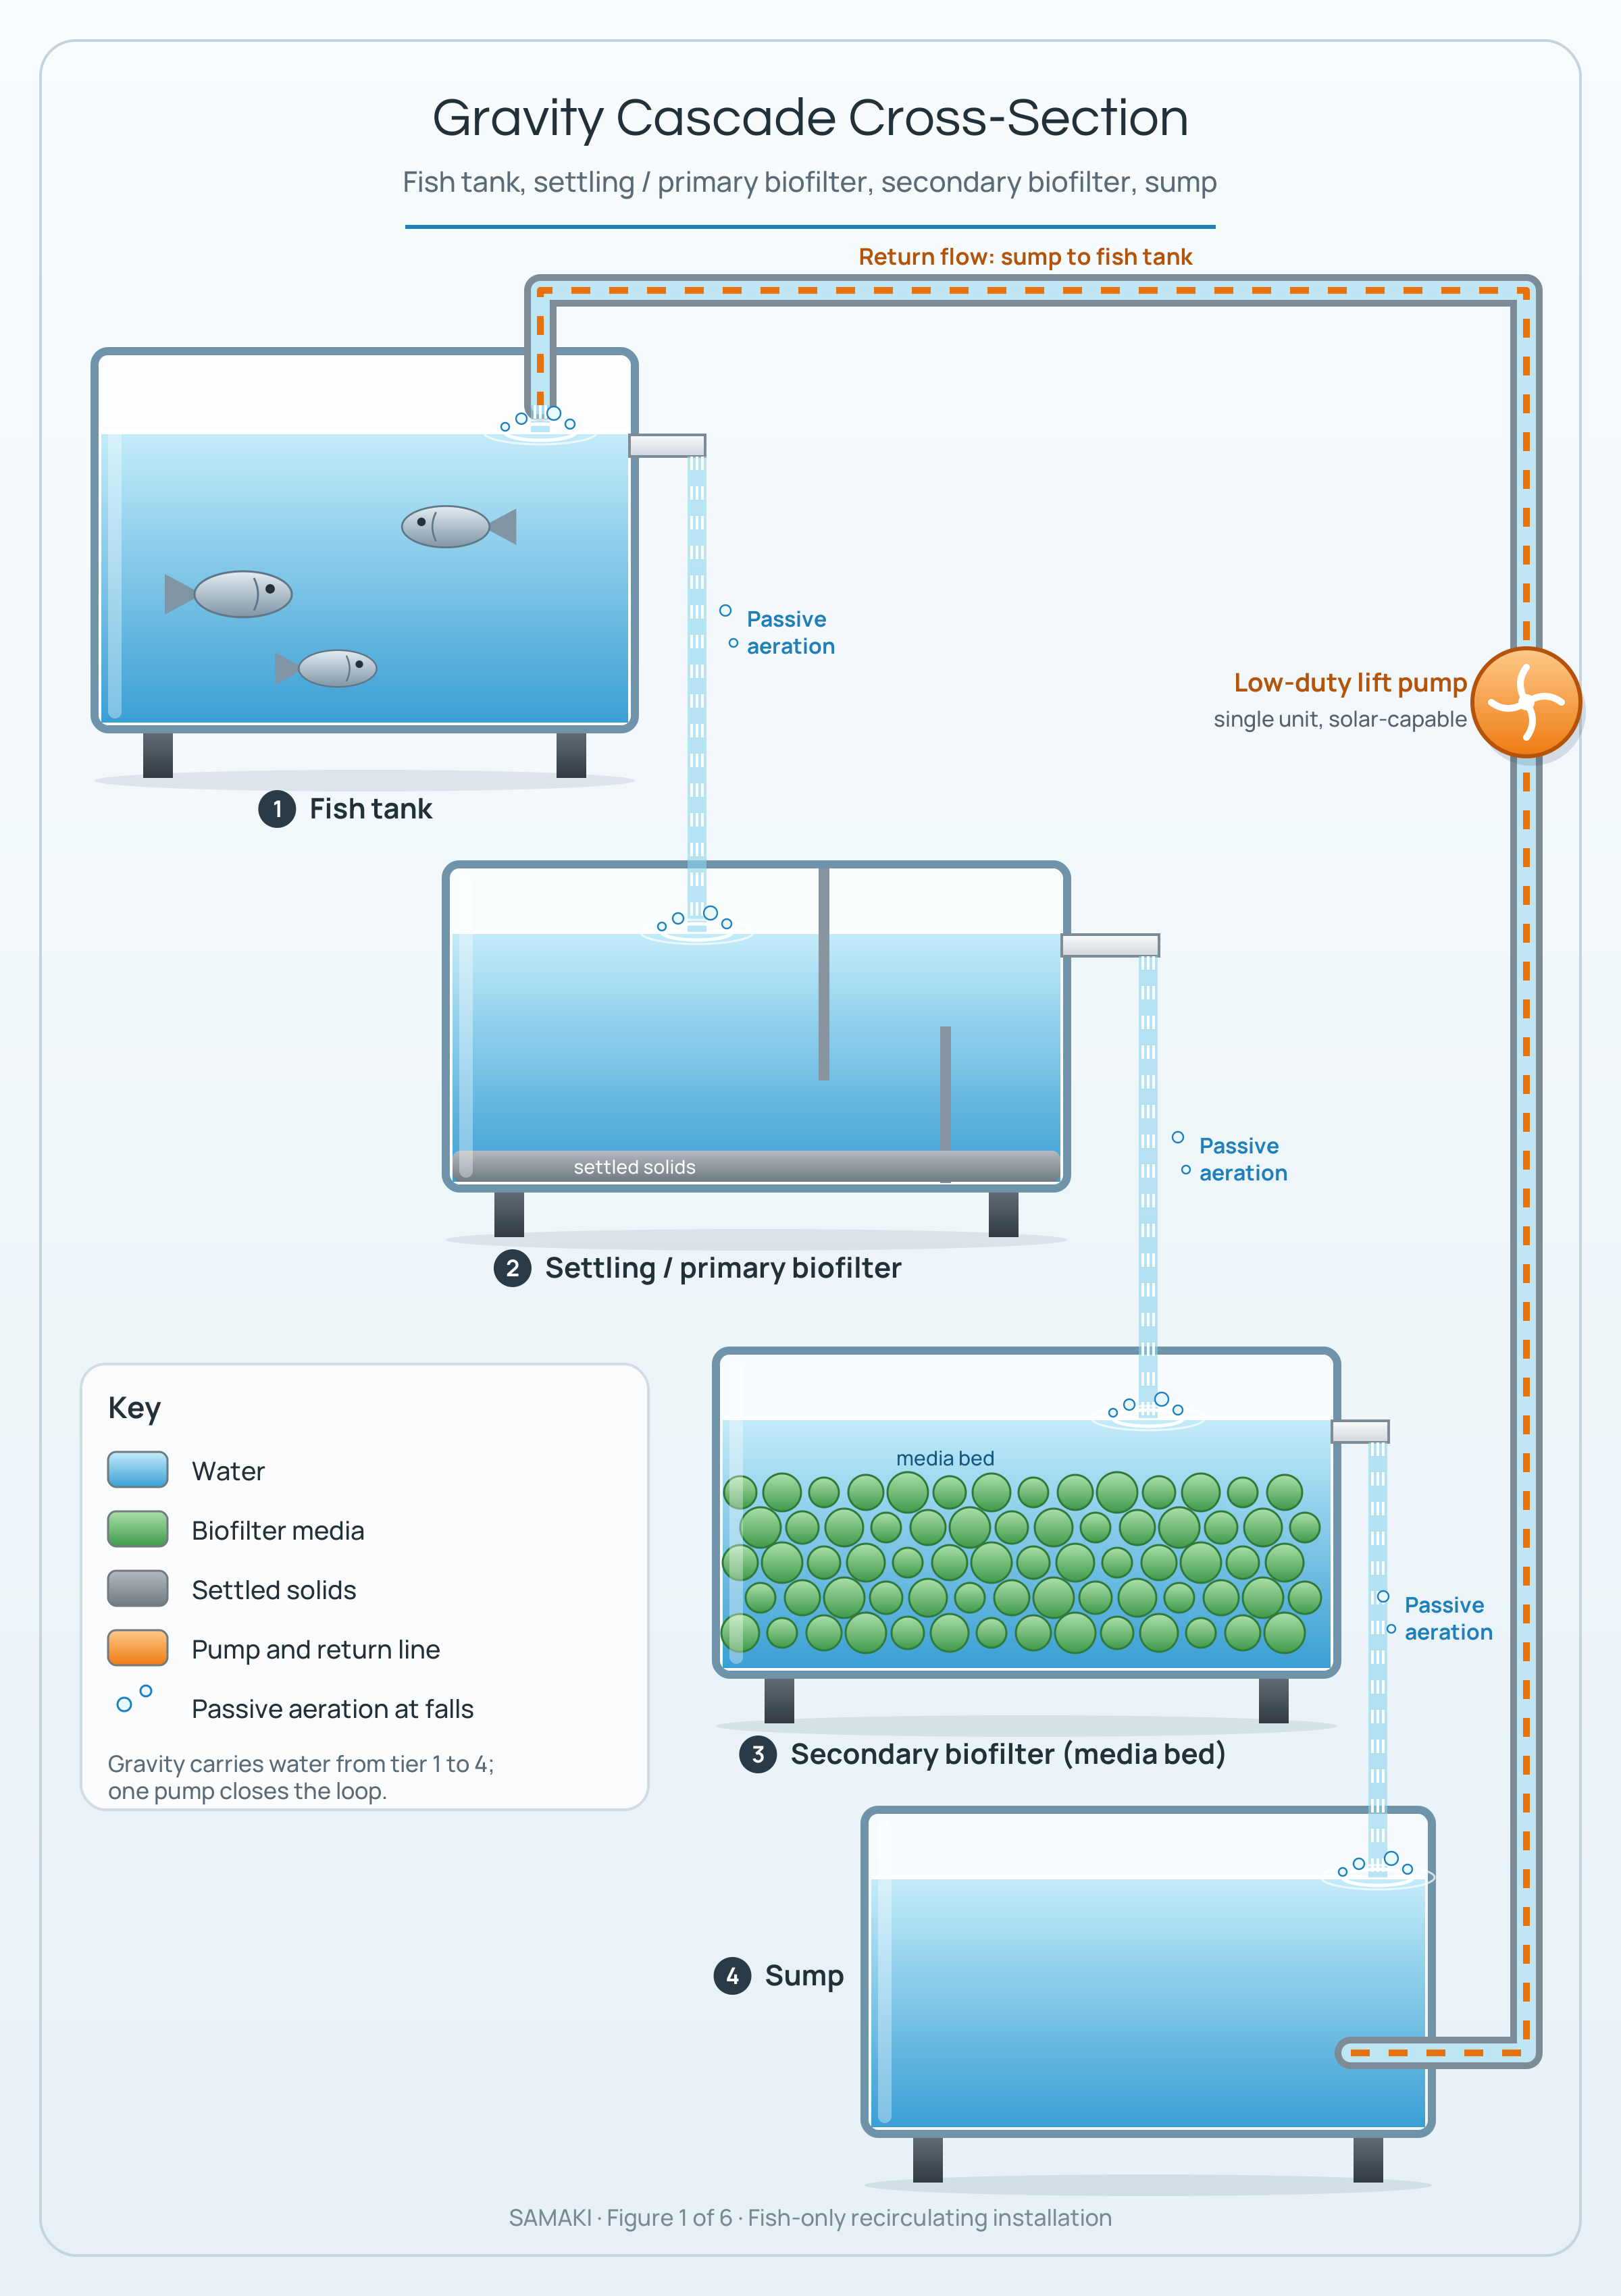 Gravity Cascade Cross-Section
Fish tank, settling / primary biofilter, secondary biofilter, sump
Return flow: sump to fish tank
Passive
aeration
Low-duty lift pump
single unit, solar-capable
1 Fish tank
settled solids
Passive
aeration
2 Settling / primary biofilter
Key
Water
Biofilter media
Settled solids
Pump and return line
Passive aeration at falls
Gravity carries water from tier 1 to 4;
one pump closes the loop.
media bed
Passive
aeration
3 Secondary biofilter (media bed)
4 Sump
SAMAKI · Figure 1 of 6 · Fish-only recirculating installation